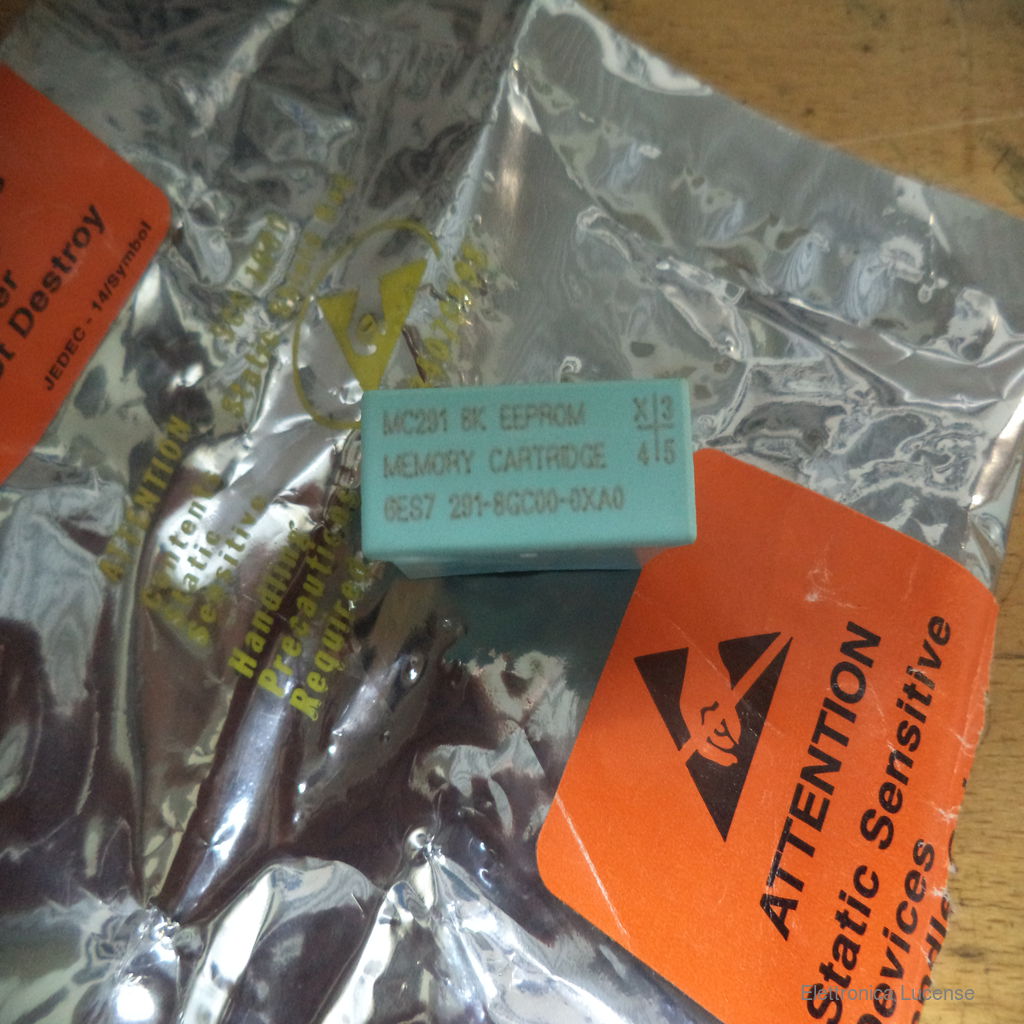 MC291 8K EEPROM
MEMORY CARTRIDGE
6ES7 291-8GC00-0XA0
X 3
4 5
Destroy
JEDEC - 14/Symbol
ATTENTION
Static
Sensitive
Handling
Precautions
Required
ATTENTION
Static Sensitive
Devices
Elettronica Lucense